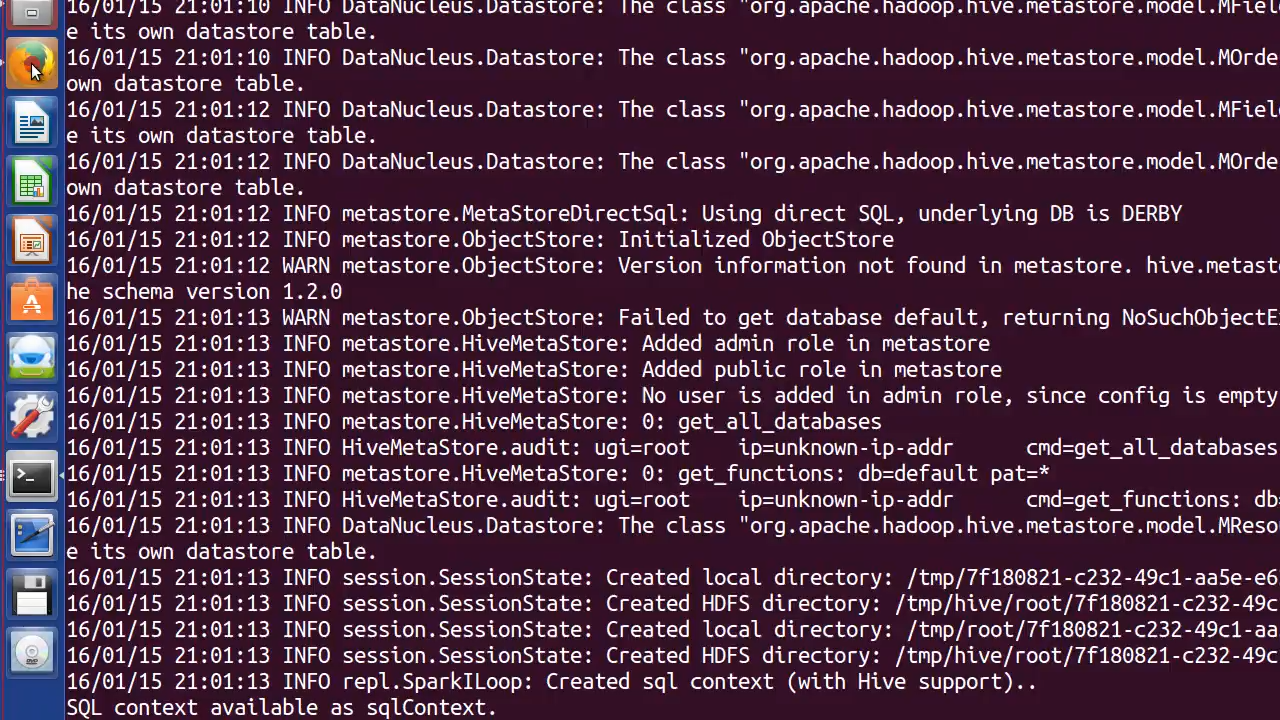 16/01/15 21:01:10 INFO DataNucleus.Datastore: The class "org.apache.hadoop.hive.metastore.model.MFiel
e its own datastore table.
16/01/15 21:01:10 INFO DataNucleus.Datastore: The class "org.apache.hadoop.hive.metastore.model.MOrde
own datastore table.
16/01/15 21:01:12 INFO DataNucleus.Datastore: The class "org.apache.hadoop.hive.metastore.model.MFiel
e its own datastore table.
16/01/15 21:01:12 INFO DataNucleus.Datastore: The class "org.apache.hadoop.hive.metastore.model.MOrde
own datastore table.
16/01/15 21:01:12 INFO metastore.MetaStoreDirectSql: Using direct SQL, underlying DB is DERBY
16/01/15 21:01:12 INFO metastore.ObjectStore: Initialized ObjectStore
16/01/15 21:01:12 WARN metastore.ObjectStore: Version information not found in metastore. hive.metast
he schema version 1.2.0
16/01/15 21:01:13 WARN metastore.ObjectStore: Failed to get database default, returning NoSuchObjectE
16/01/15 21:01:13 INFO metastore.HiveMetaStore: Added admin role in metastore
16/01/15 21:01:13 INFO metastore.HiveMetaStore: Added public role in metastore
16/01/15 21:01:13 INFO metastore.HiveMetaStore: No user is added in admin role, since config is empty
16/01/15 21:01:13 INFO metastore.HiveMetaStore: 0: get_all_databases
16/01/15 21:01:13 INFO HiveMetaStore.audit: ugi=root    ip=unknown-ip-addr      cmd=get_all_databases
16/01/15 21:01:13 INFO metastore.HiveMetaStore: 0: get_functions: db=default pat=*
16/01/15 21:01:13 INFO HiveMetaStore.audit: ugi=root    ip=unknown-ip-addr      cmd=get_functions: db
16/01/15 21:01:13 INFO DataNucleus.Datastore: The class "org.apache.hadoop.hive.metastore.model.MReso
e its own datastore table.
16/01/15 21:01:13 INFO session.SessionState: Created local directory: /tmp/7f180821-c232-49c1-aa5e-e6
16/01/15 21:01:13 INFO session.SessionState: Created HDFS directory: /tmp/hive/root/7f180821-c232-49c
16/01/15 21:01:13 INFO session.SessionState: Created local directory: /tmp/root/7f180821-c232-49c1-aa
16/01/15 21:01:13 INFO session.SessionState: Created HDFS directory: /tmp/hive/root/7f180821-c232-49c
16/01/15 21:01:13 INFO repl.SparkILoop: Created sql context (with Hive support)..
SQL context available as sqlContext.